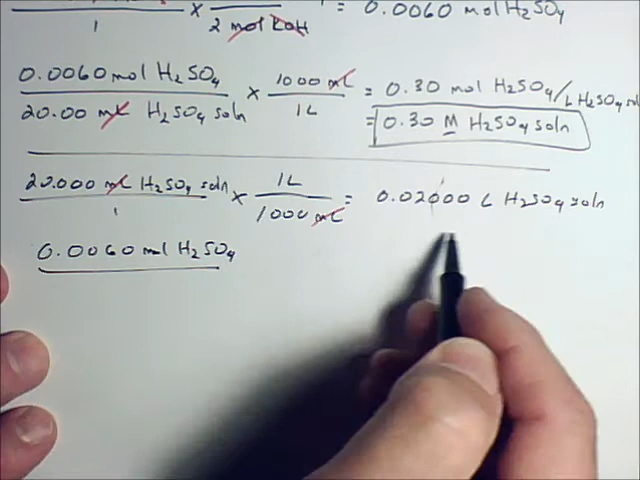 = 0.0060 mol H2SO4
1 × 2 mol KOH
0.0060 mol H2SO4 × 1000 mL = 0.30 mol H2SO4/L H2SO4 soln
20.00 mL H2SO4 soln 1L
= 0.30 M H2SO4 soln
20.000 mL H2SO4 soln × 1L = 0.02000 L H2SO4 soln
1 1000 mL
0.0060 mol H2SO4